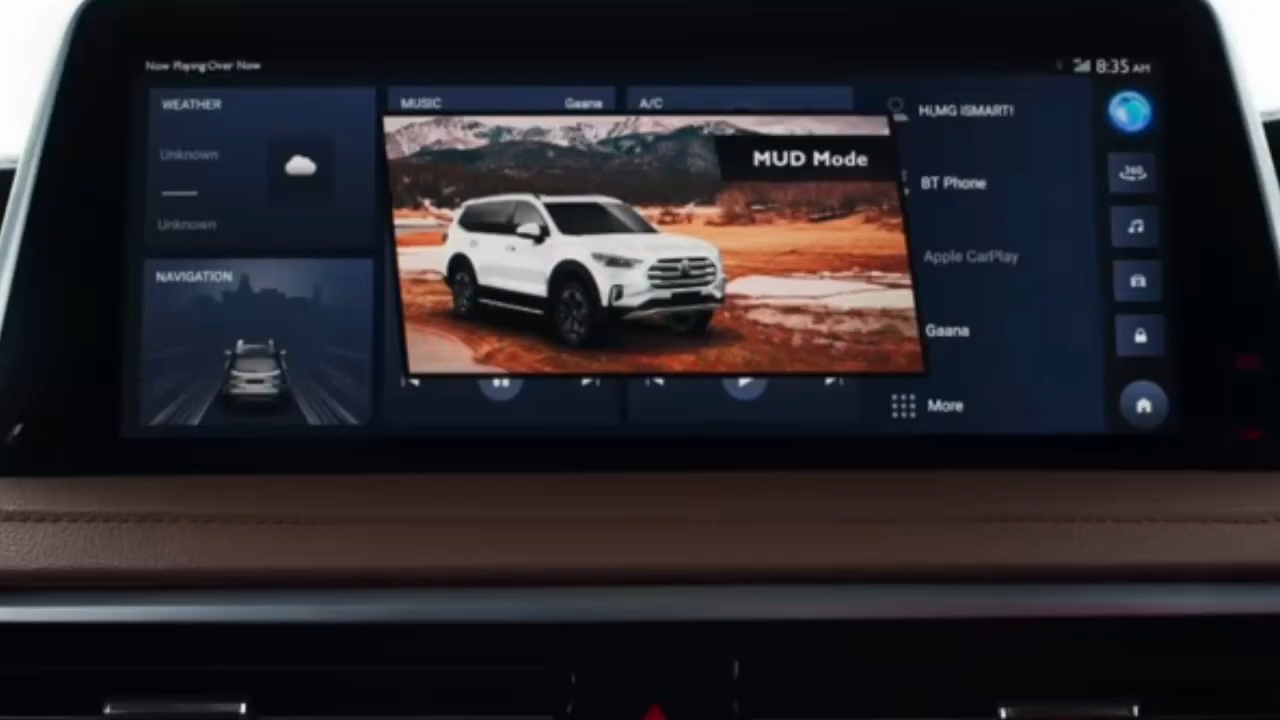 Now Playing:Over Now
8:35 AM
WEATHER
Unknown
Unknown
NAVIGATION
MUSIC
Gaana
A/C
MUD Mode
HI,MG ISMART!
BT Phone
Apple CarPlay
Gaana
More
360